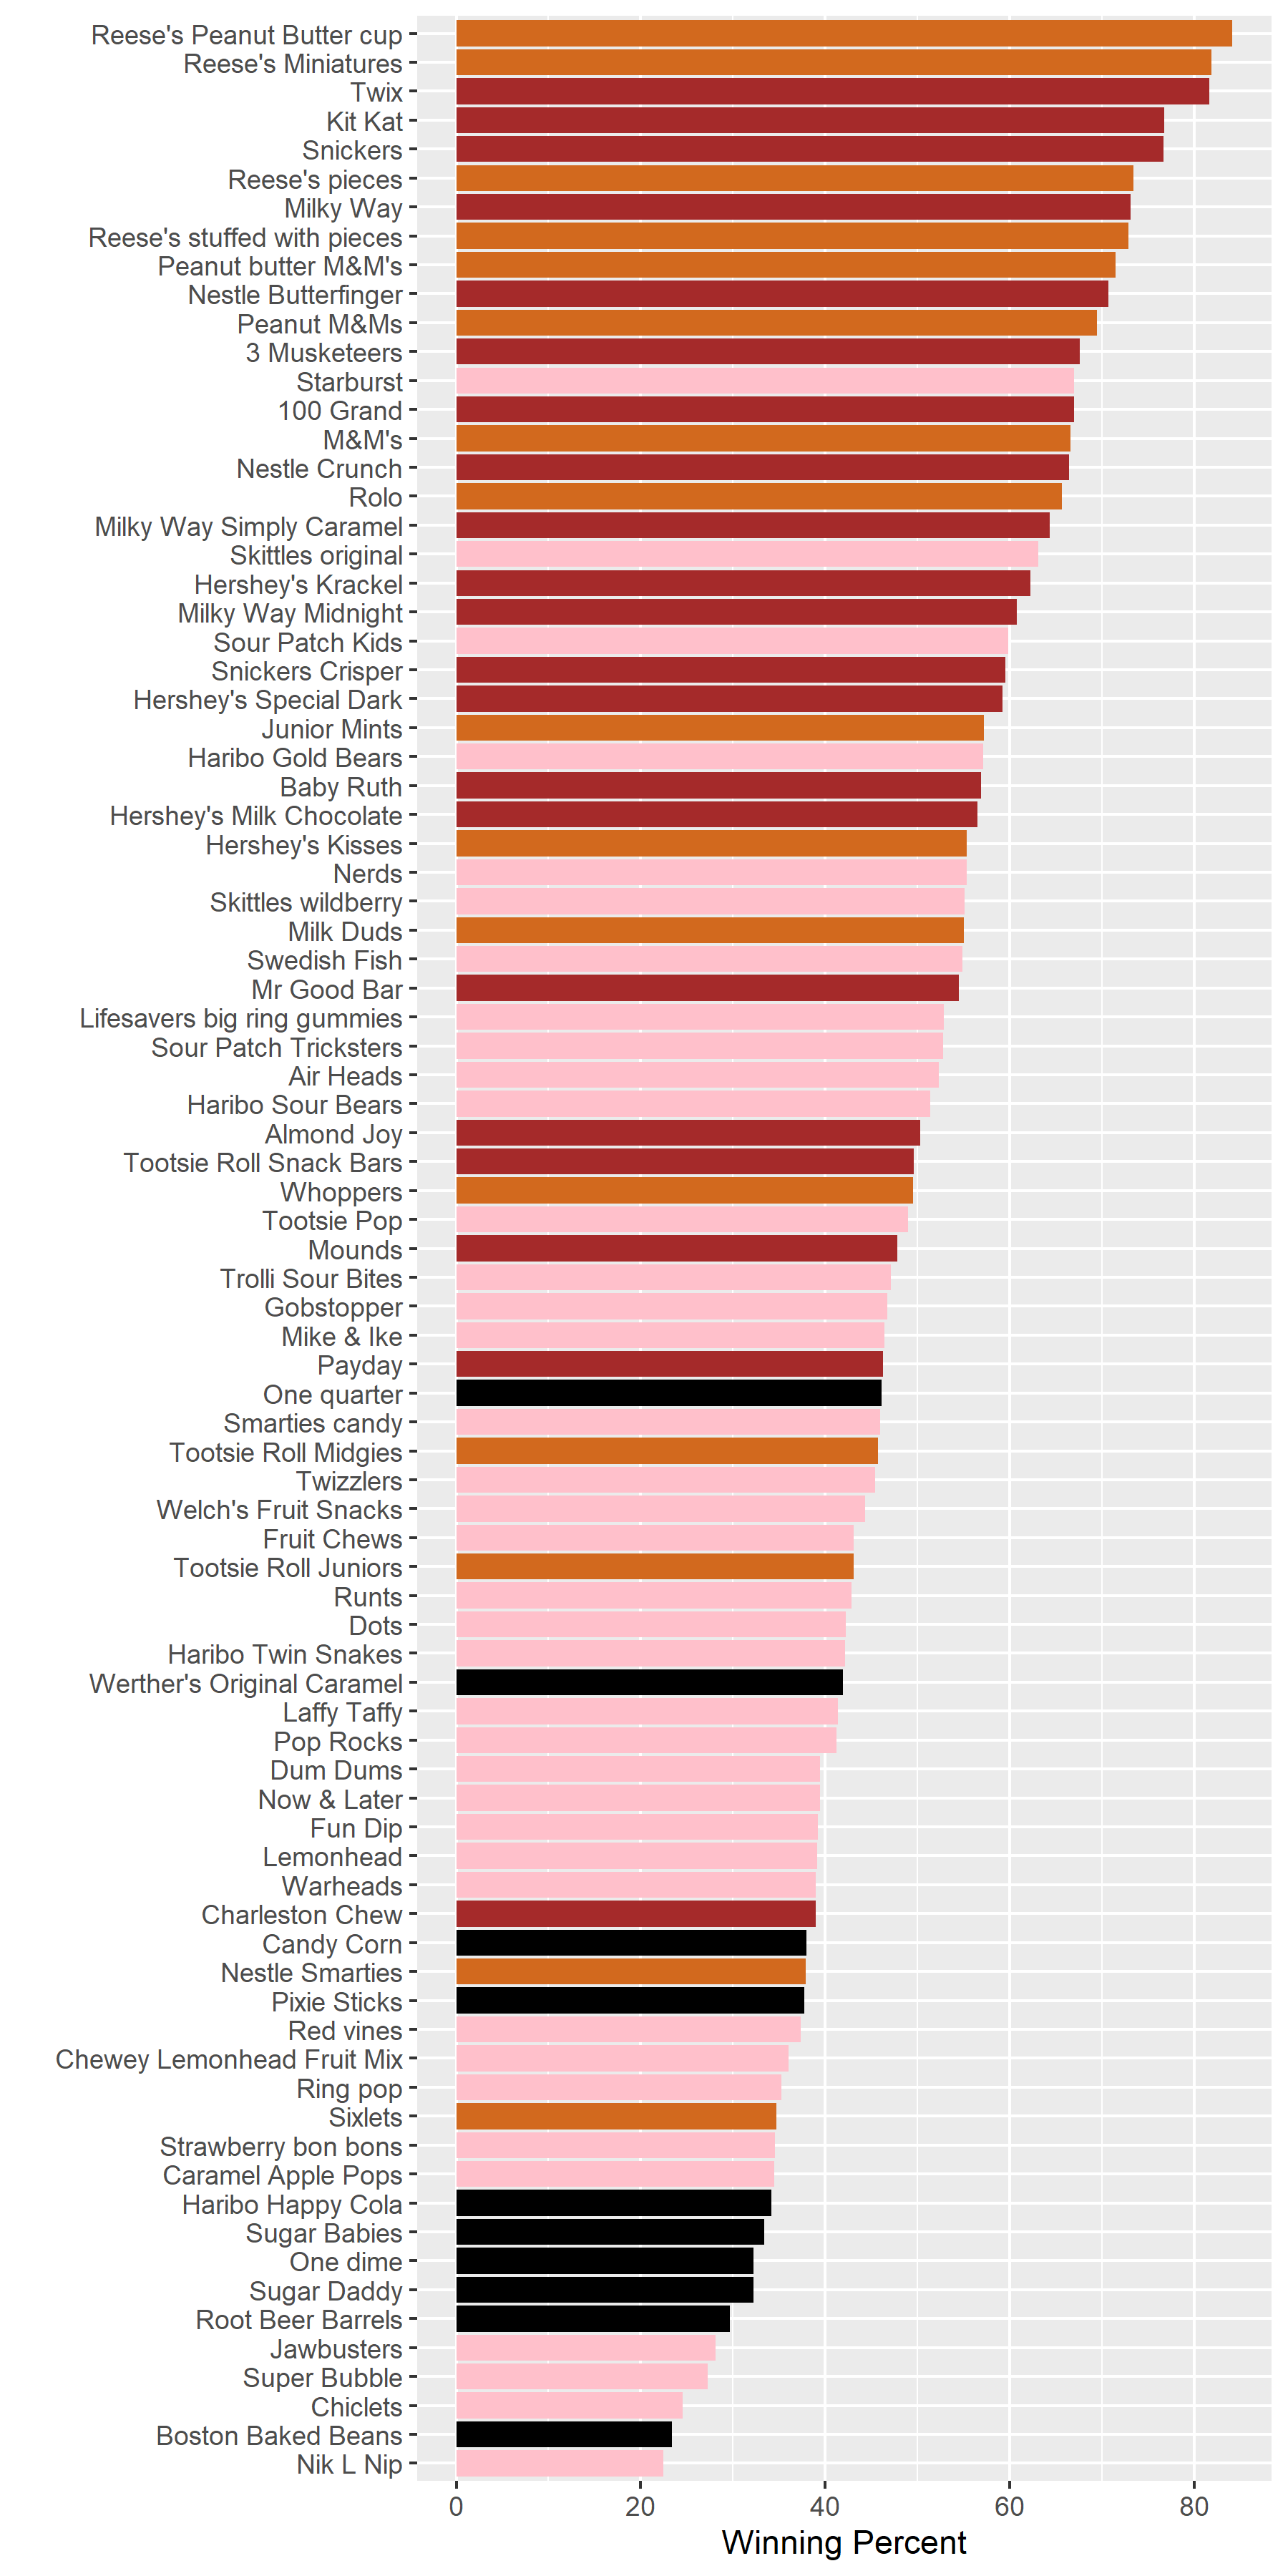 Reese's Peanut Butter cup
Reese's Miniatures
Twix
Kit Kat
Snickers
Reese's pieces
Milky Way
Reese's stuffed with pieces
Peanut butter M&M's
Nestle Butterfinger
Peanut M&Ms
3 Musketeers
Starburst
100 Grand
M&M's
Nestle Crunch
Rolo
Milky Way Simply Caramel
Skittles original
Hershey's Krackel
Milky Way Midnight
Sour Patch Kids
Snickers Crisper
Hershey's Special Dark
Junior Mints
Haribo Gold Bears
Baby Ruth
Hershey's Milk Chocolate
Hershey's Kisses
Nerds
Skittles wildberry
Milk Duds
Swedish Fish
Mr Good Bar
Lifesavers big ring gummies
Sour Patch Tricksters
Air Heads
Haribo Sour Bears
Almond Joy
Tootsie Roll Snack Bars
Whoppers
Tootsie Pop
Mounds
Trolli Sour Bites
Gobstopper
Mike & Ike
Payday
One quarter
Smarties candy
Tootsie Roll Midgies
Twizzlers
Welch's Fruit Snacks
Fruit Chews
Tootsie Roll Juniors
Runts
Dots
Haribo Twin Snakes
Werther's Original Caramel
Laffy Taffy
Pop Rocks
Dum Dums
Now & Later
Fun Dip
Lemonhead
Warheads
Charleston Chew
Candy Corn
Nestle Smarties
Pixie Sticks
Red vines
Chewey Lemonhead Fruit Mix
Ring pop
Sixlets
Strawberry bon bons
Caramel Apple Pops
Haribo Happy Cola
Sugar Babies
One dime
Sugar Daddy
Root Beer Barrels
Jawbusters
Super Bubble
Chiclets
Boston Baked Beans
Nik L Nip
0 20 40 60 80
Winning Percent